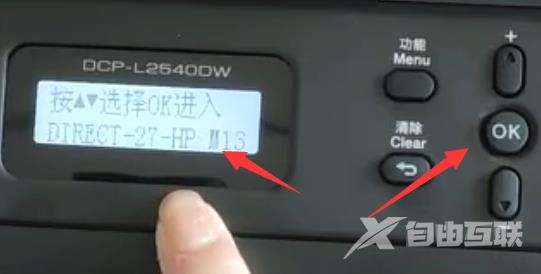 DCP-L2540DW
按▲▼选择OK进入
DIRECT-27-HP M13
功能
Menu
清除
Clear
+
OK
自由互联